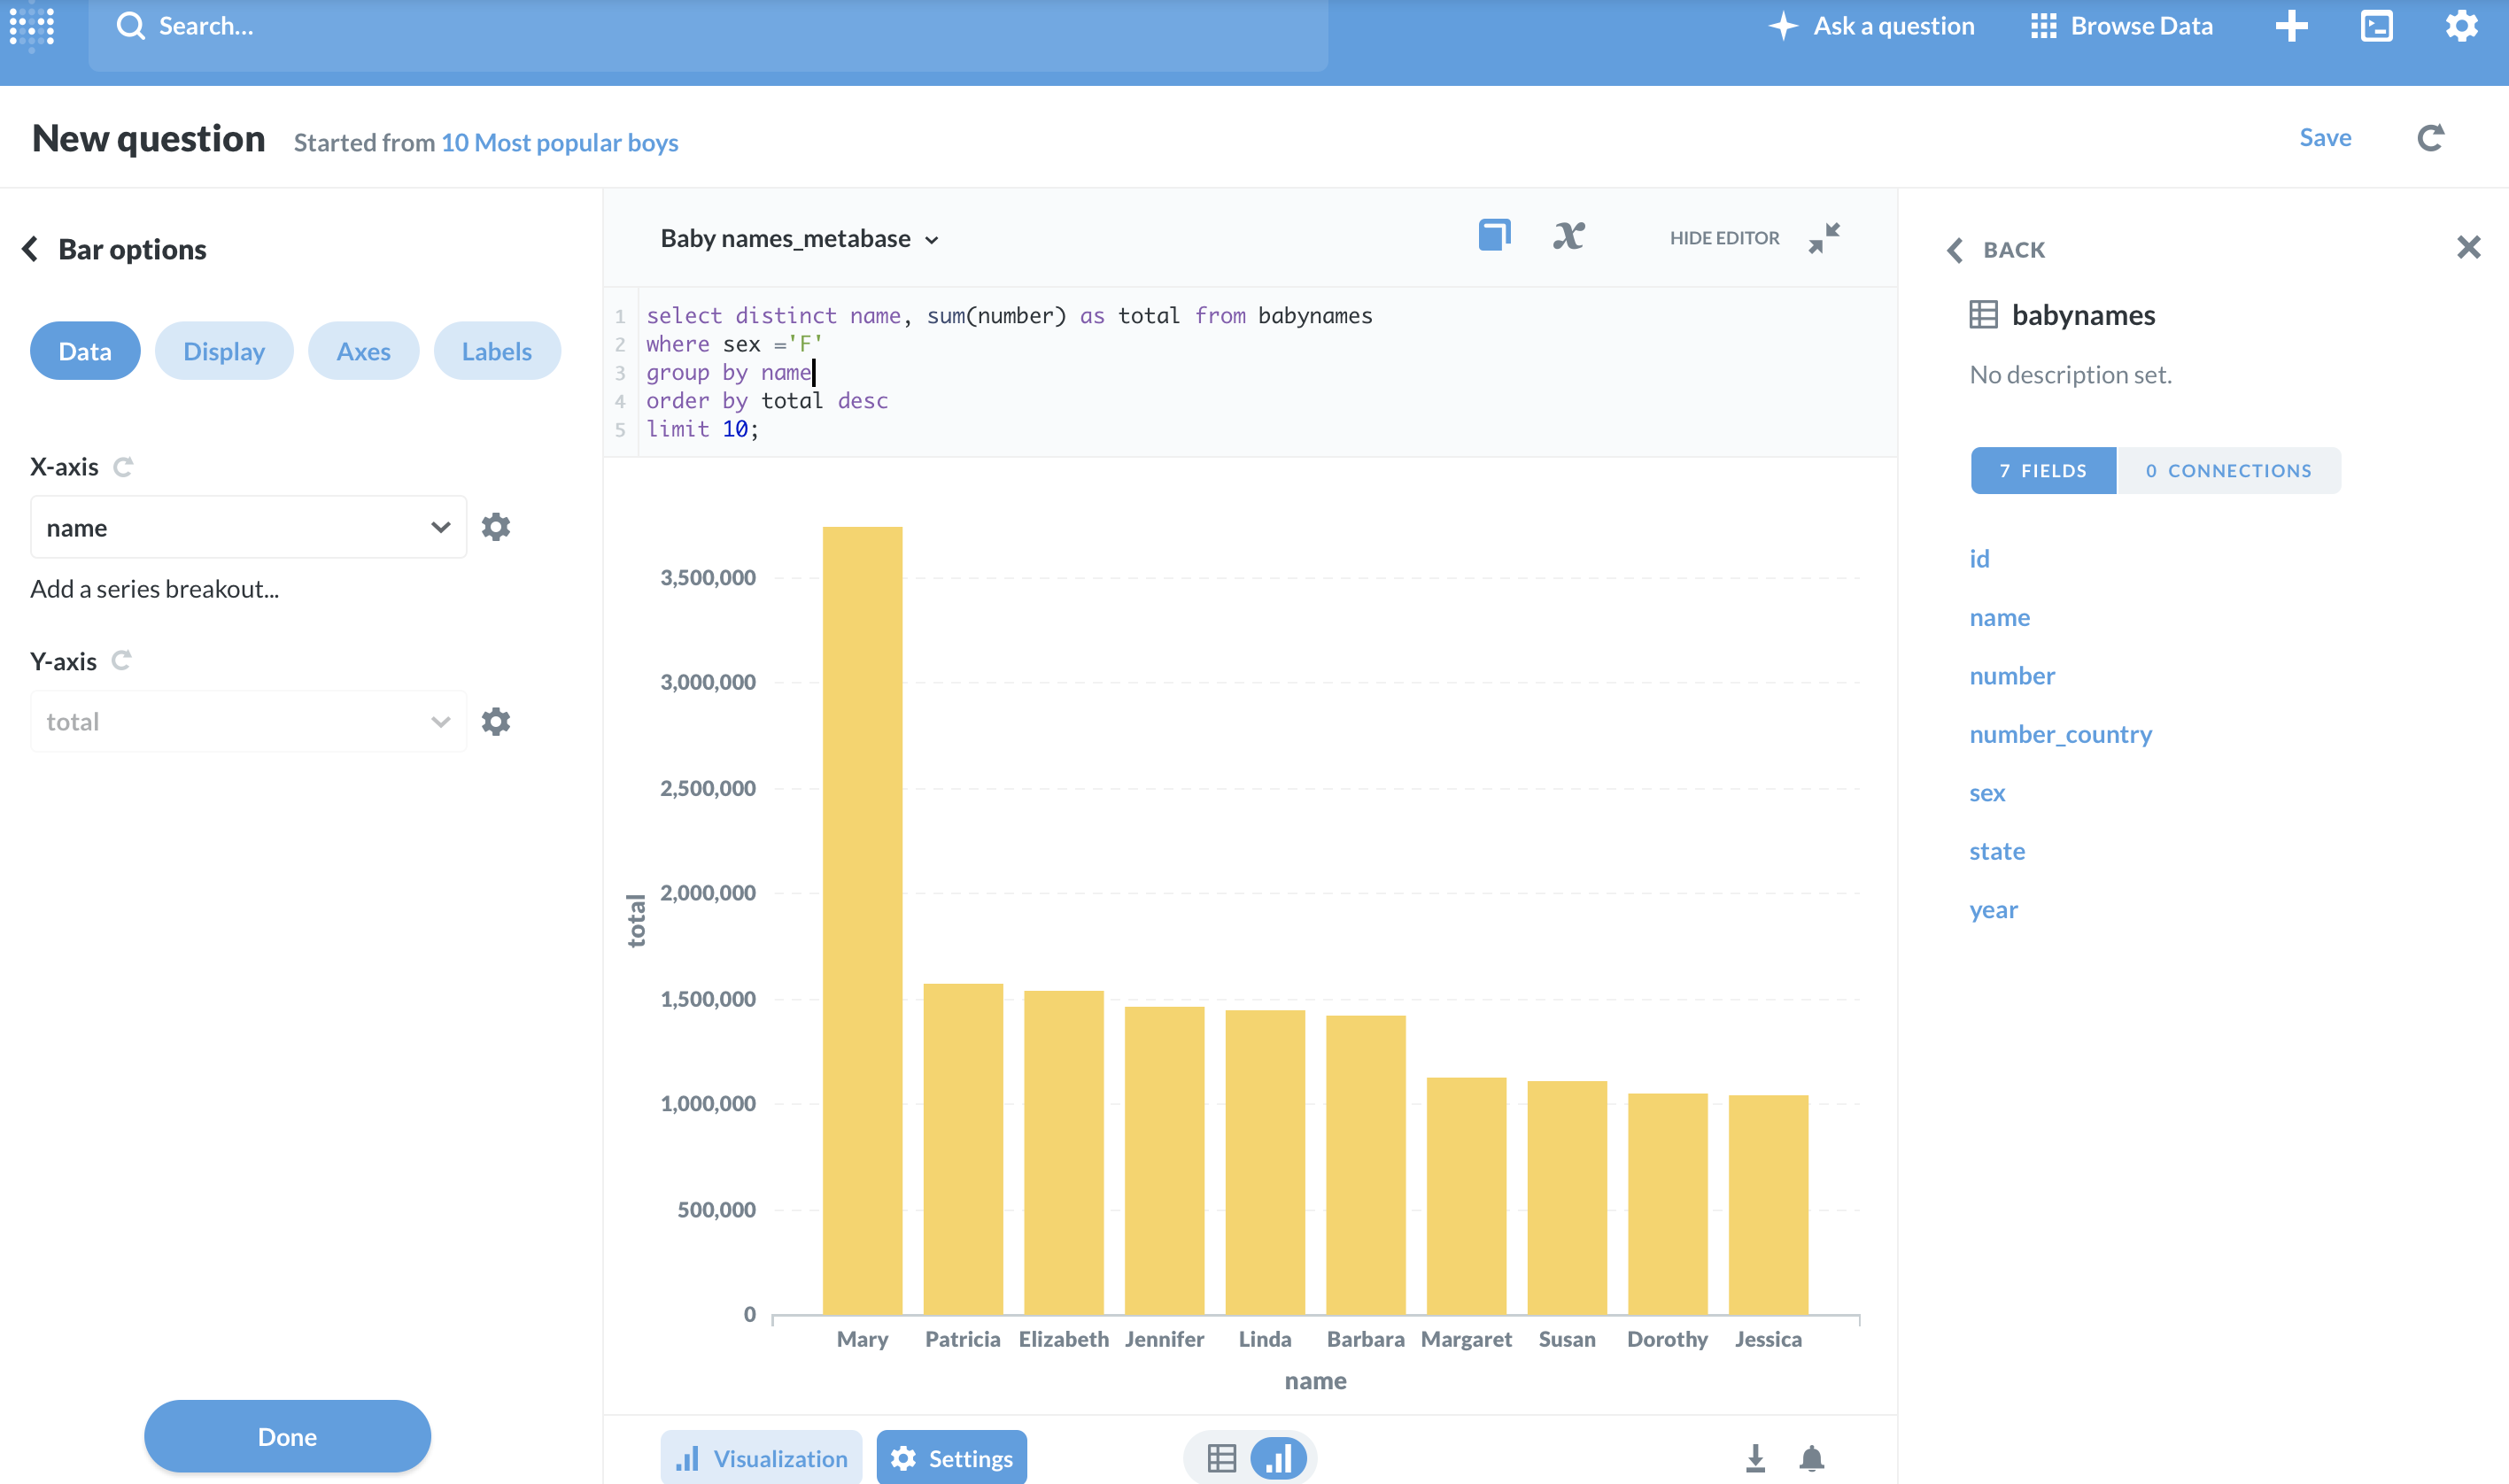 Search...
Ask a question
Browse Data
New question
Started from 10 Most popular boys
Save
Bar options
Data
Display
Axes
Labels
X-axis
name
Add a series breakout...
Y-axis
total
Done
Baby names_metabase
HIDE EDITOR
1 select distinct name, sum(number) as total from babynames
2 where sex ='F'
3 group by name
4 order by total desc
5 limit 10;
3,500,000
3,000,000
2,500,000
2,000,000
1,500,000
1,000,000
500,000
0
total
Mary Patricia Elizabeth Jennifer Linda Barbara Margaret Susan Dorothy Jessica
name
Visualization
Settings
BACK
babynames
No description set.
7 FIELDS
0 CONNECTIONS
id
name
number
number_country
sex
state
year